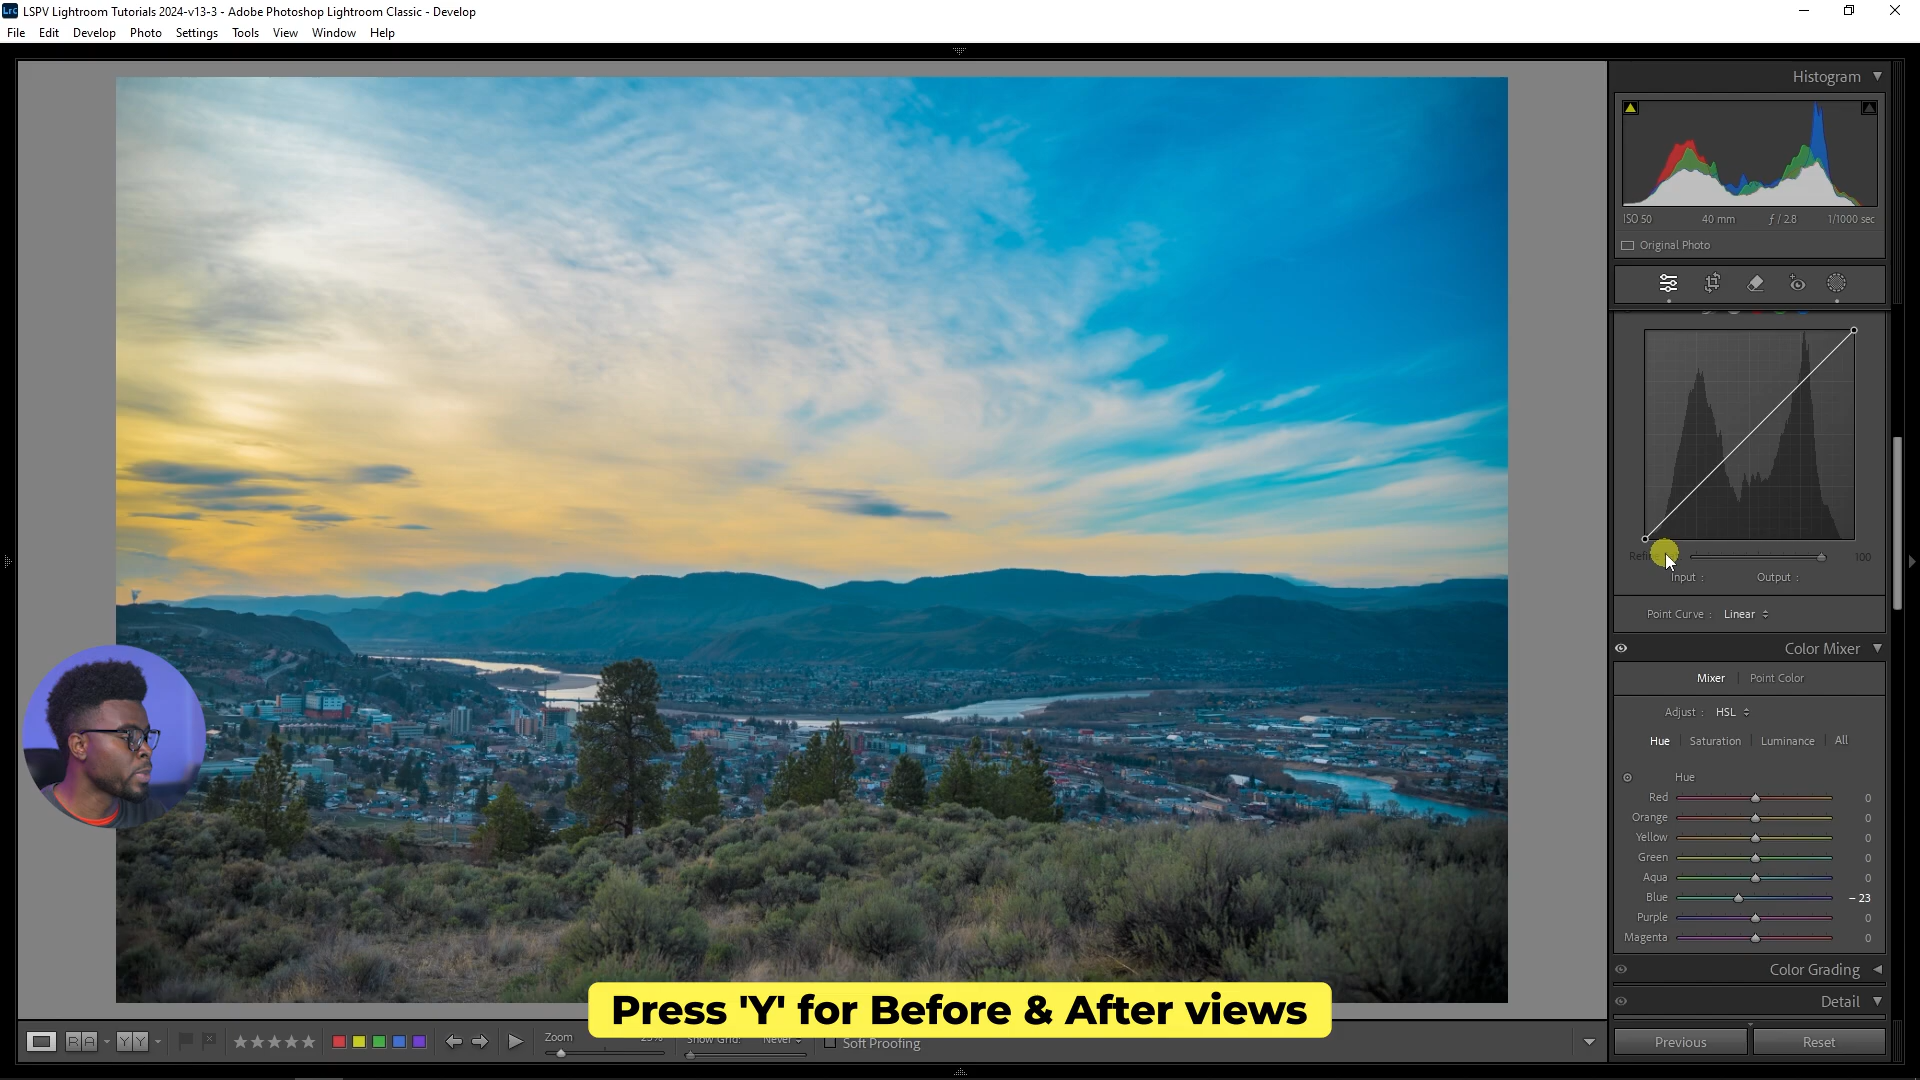 LSPV Lightroom Tutorials 2024-v13-3 - Adobe Photoshop Lightroom Classic - Develop
File Edit Develop Photo Settings Tools View Window Help
Histogram
ISO 50 40 mm ƒ / 2.8 1/1000 sec
Original Photo
100
Input : Output :
Point Curve : Linear
Color Mixer
Mixer Point Color
Adjust : HSL
Hue Saturation Luminance All
Hue
Red 0
Orange 0
Yellow 0
Green 0
Aqua 0
Blue – 23
Purple 0
Magenta 0
Color Grading
Detail
Press 'Y' for Before & After views
R A Y Y Zoom 25% Show Grid: Never Soft Proofing
Previous Reset